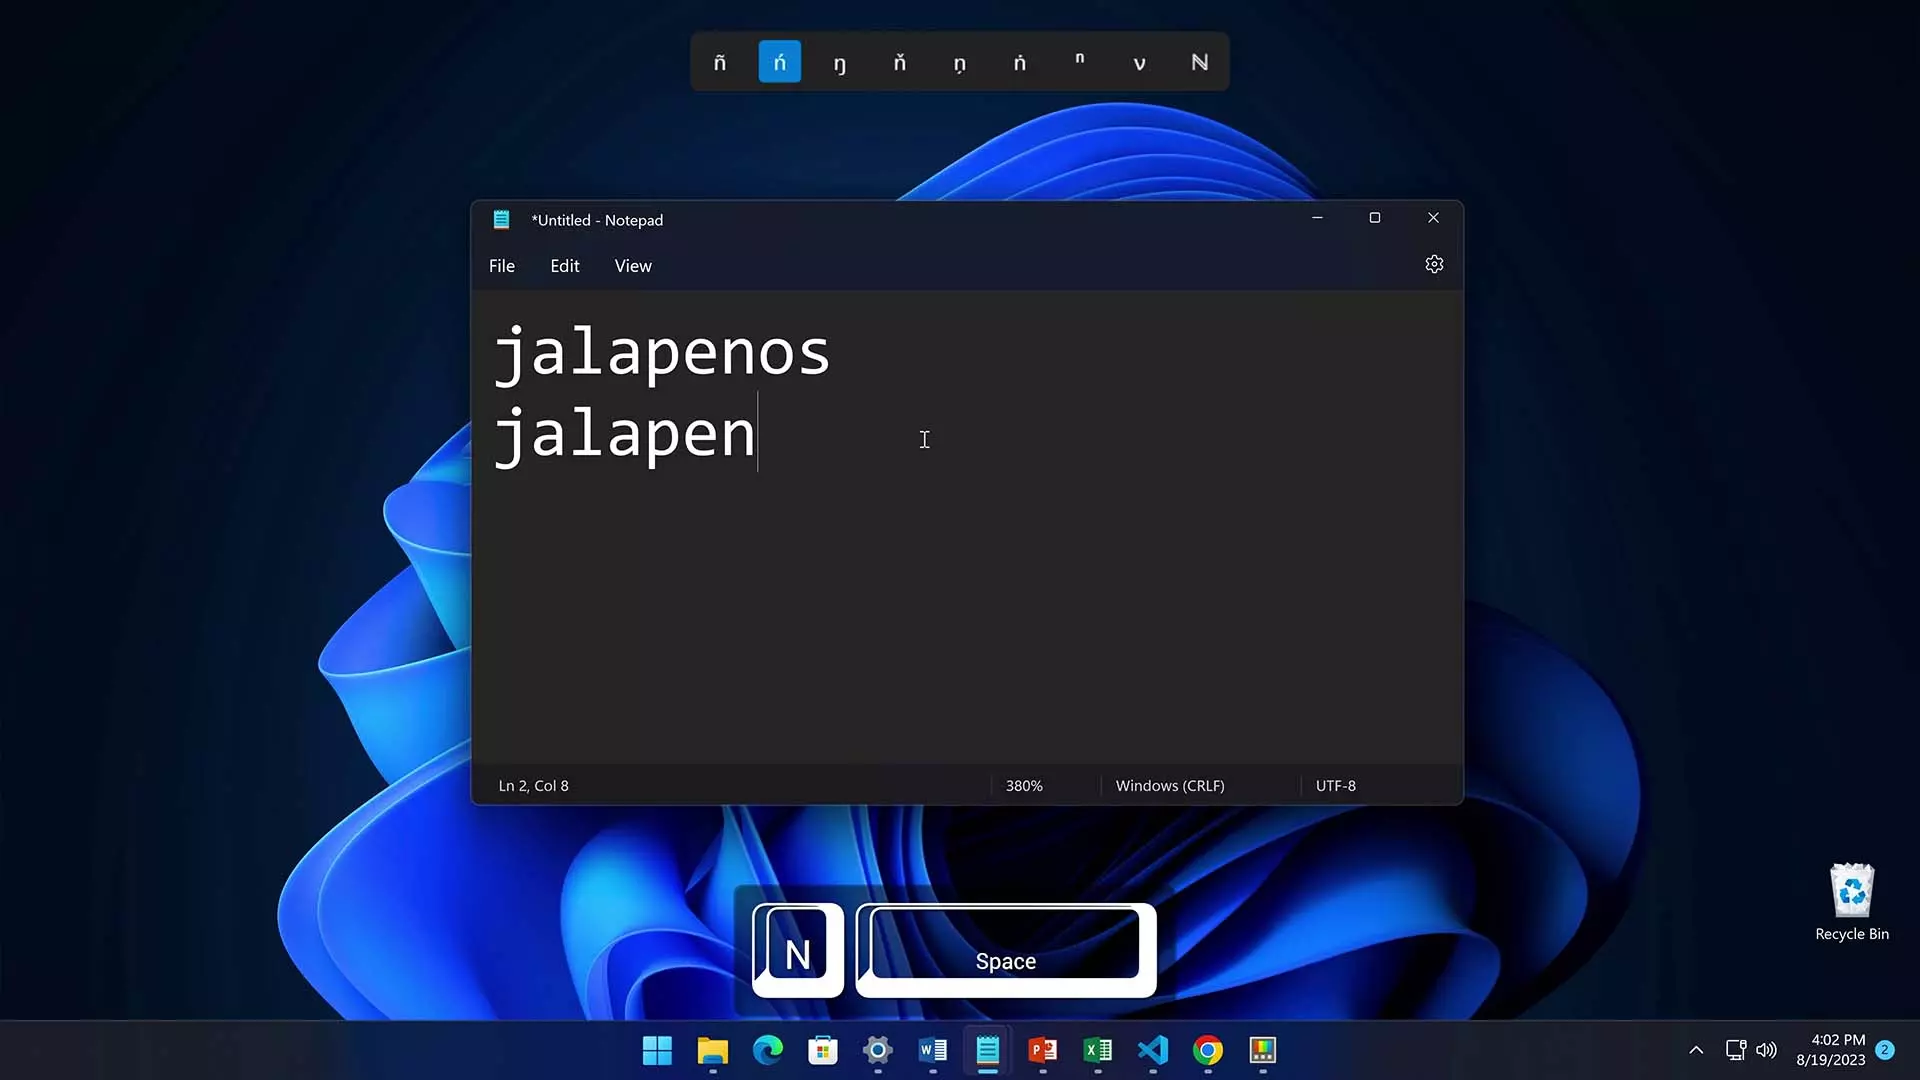 ñ ń ŋ ň ņ ṅ ⁿ ν ℕ
*Untitled - Notepad
File Edit View
jalapenos
jalapen
Ln 2, Col 8 380% Windows (CRLF) UTF-8
N Space
Recycle Bin
4:02 PM
8/19/2023 2